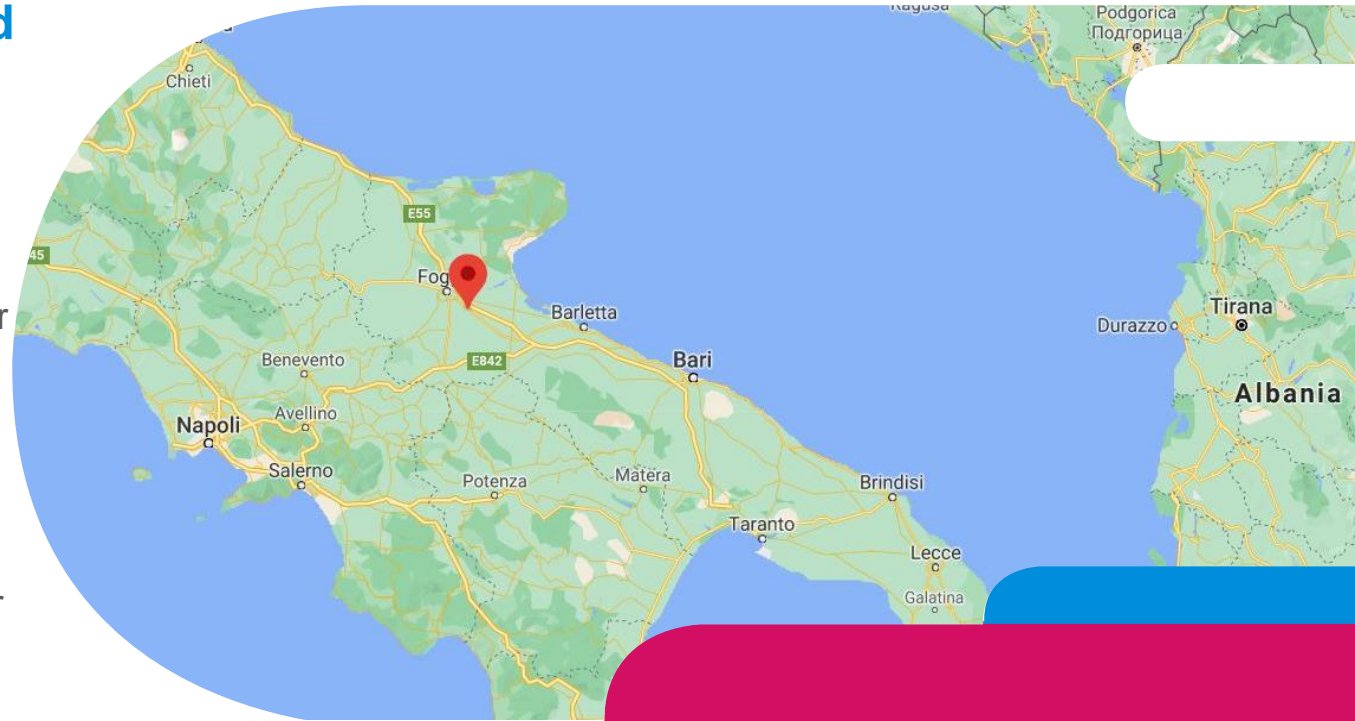 d
Podgorica
Подгорица
Chieti
E55
45
Fog
r
Barletta
Tirana
Durazzo
Benevento
E842
Bari
Albania
Avellino
Napoli
Salerno
Potenza
Matera
Brindisi
Taranto
Lecce
Galatina